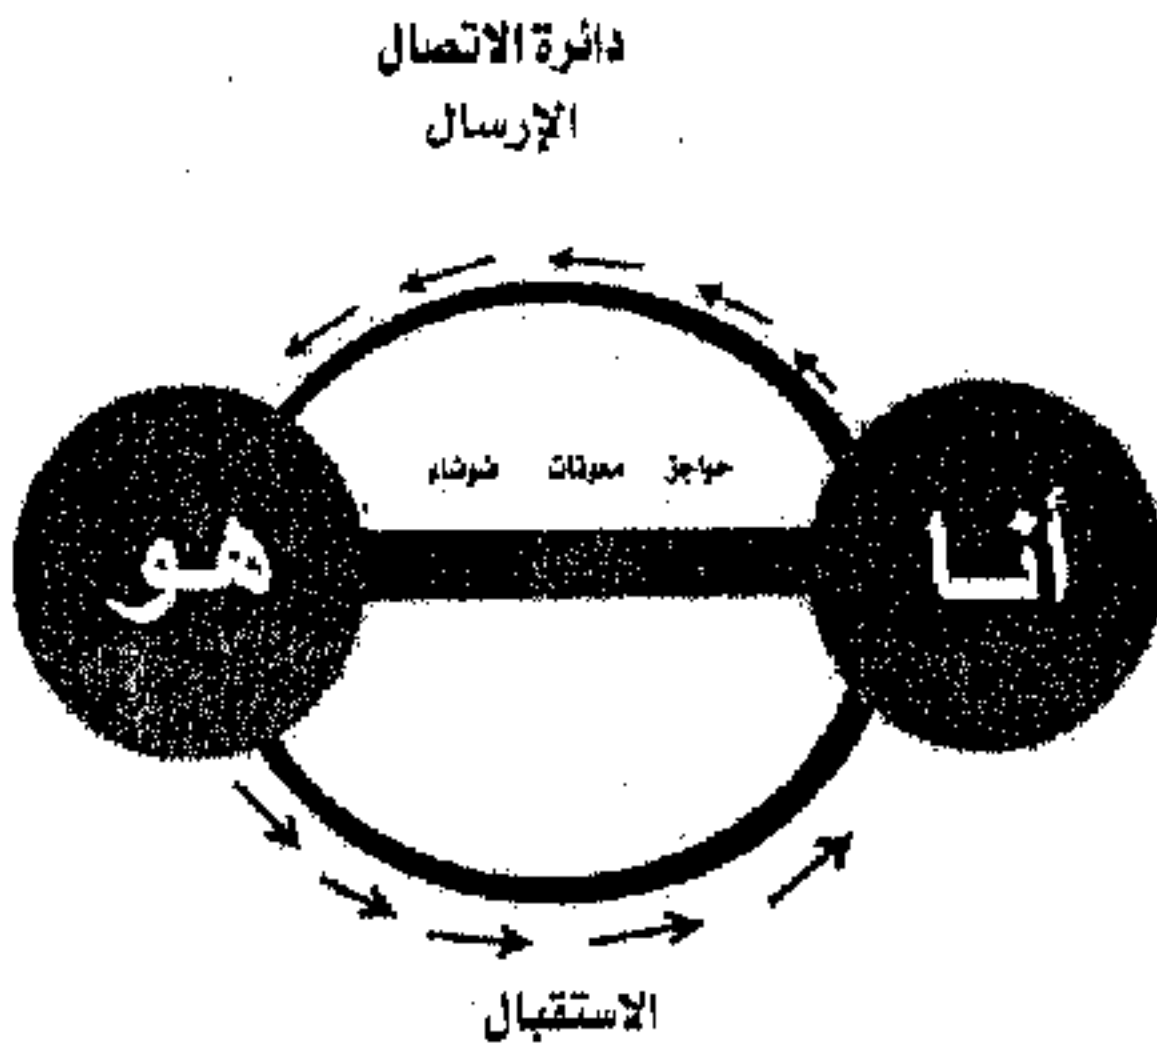 دائرة الاتصال
الإرسال
حواجز معوقات ضوضاء
أنا
هو
الاستقبال